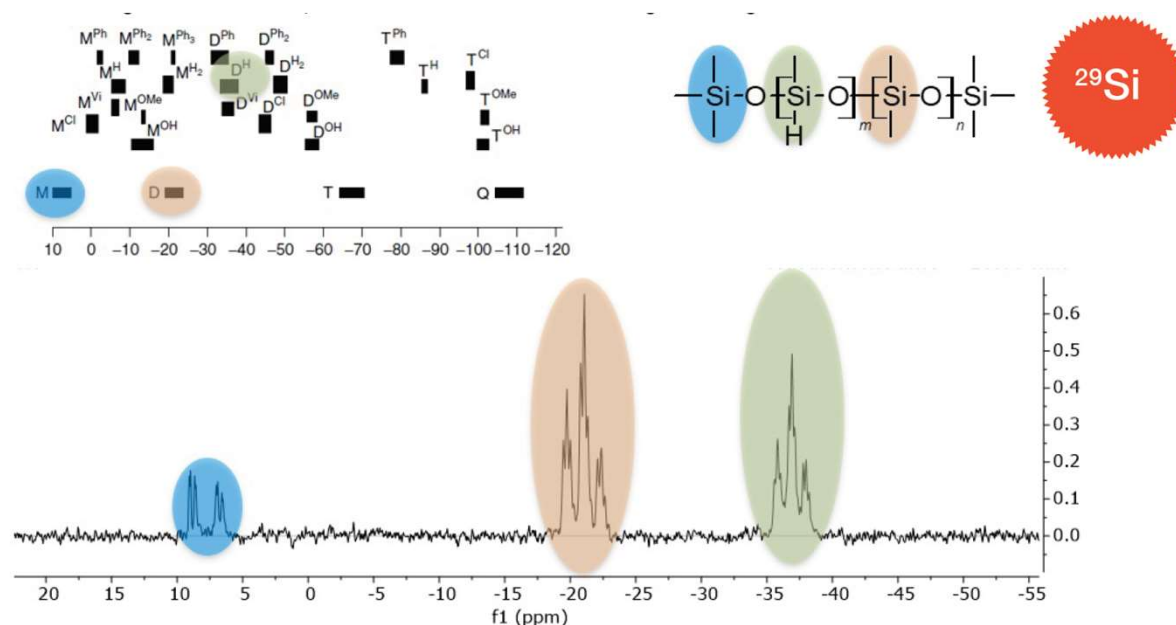 M^Ph M^Ph2 M^Ph3 D^Ph D^Ph2 T^Ph
M^H M^H2 D^H D^H2 T^H T^Cl
M^Vi M^OMe D^Vi D^Cl D^OMe T^OMe
M^Cl M^OH D^OH T^OH
M D T Q
10 0 −10 −20 −30 −40 −50 −60 −70 −80 −90 −100 −110 −120
Si O Si O Si O Si
H m n
29Si
0.6
0.5
0.4
0.3
0.2
0.1
0.0
20 15 10 5 0 -5 -10 -15 -20 -25 -30 -35 -40 -45 -50 -55
f1 (ppm)